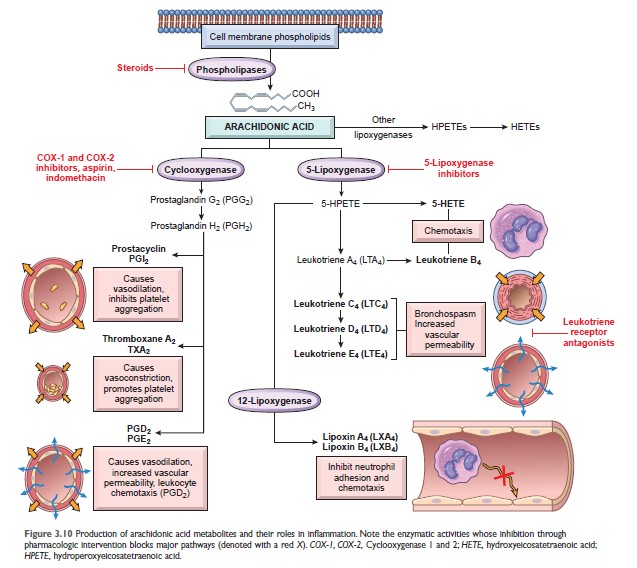 Cell membrane phospholipids
Steroids
Phospholipases
COOH
CH3
ARACHIDONIC ACID
Other
lipoxygenases
HPETEs
HETEs
COX-1 and COX-2
inhibitors, aspirin,
indomethacin
Cyclooxygenase
5-Lipoxygenase
5-Lipoxygenase
inhibitors
Prostaglandin G2 (PGG2)
Prostaglandin H2 (PGH2)
5-HPETE
5-HETE
Chemotaxis
Leukotriene A4 (LTA4)
Leukotriene B4
Prostacyclin
PGI2
Causes
vasodilation,
inhibits platelet
aggregation
Leukotriene C4 (LTC4)
Leukotriene D4 (LTD4)
Leukotriene E4 (LTE4)
Bronchospasm
Increased
vascular
permeability
Leukotriene
receptor
antagonists
Thromboxane A2
TXA2
Causes
vasoconstriction,
promotes platelet
aggregation
12-Lipoxygenase
PGD2
PGE2
Causes vasodilation,
increased vascular
permeability, leukocyte
chemotaxis (PGD2)
Lipoxin A4 (LXA4)
Lipoxin B4 (LXB4)
Inhibit neutrophil
adhesion and
chemotaxis
Figure 3.10 Production of arachidonic acid metabolites and their roles in inflammation. Note the enzymatic activities whose inhibition through
pharmacologic intervention blocks major pathways (denoted with a red X). COX-1, COX-2, Cyclooxygenase 1 and 2; HETE, hydroxyeicosatetraenoic acid;
HPETE, hydroperoxyeicosatetraenoic acid.